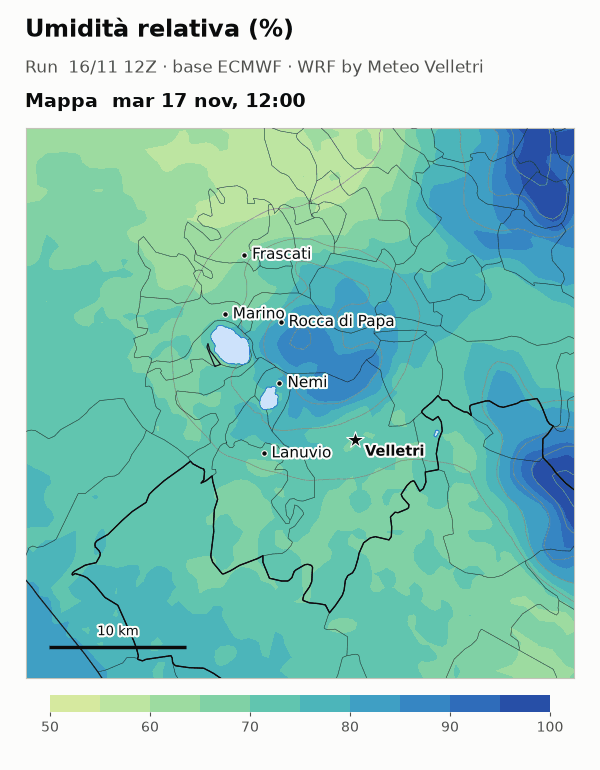 Umidità relativa (%)
Run  16/11 12Z · base ECMWF · WRF by Meteo Velletri
Mappa  mar 17 nov, 12:00
Frascati
Marino
Rocca di Papa
Nemi
Velletri
Lanuvio
10 km
50 60 70 80 90 100